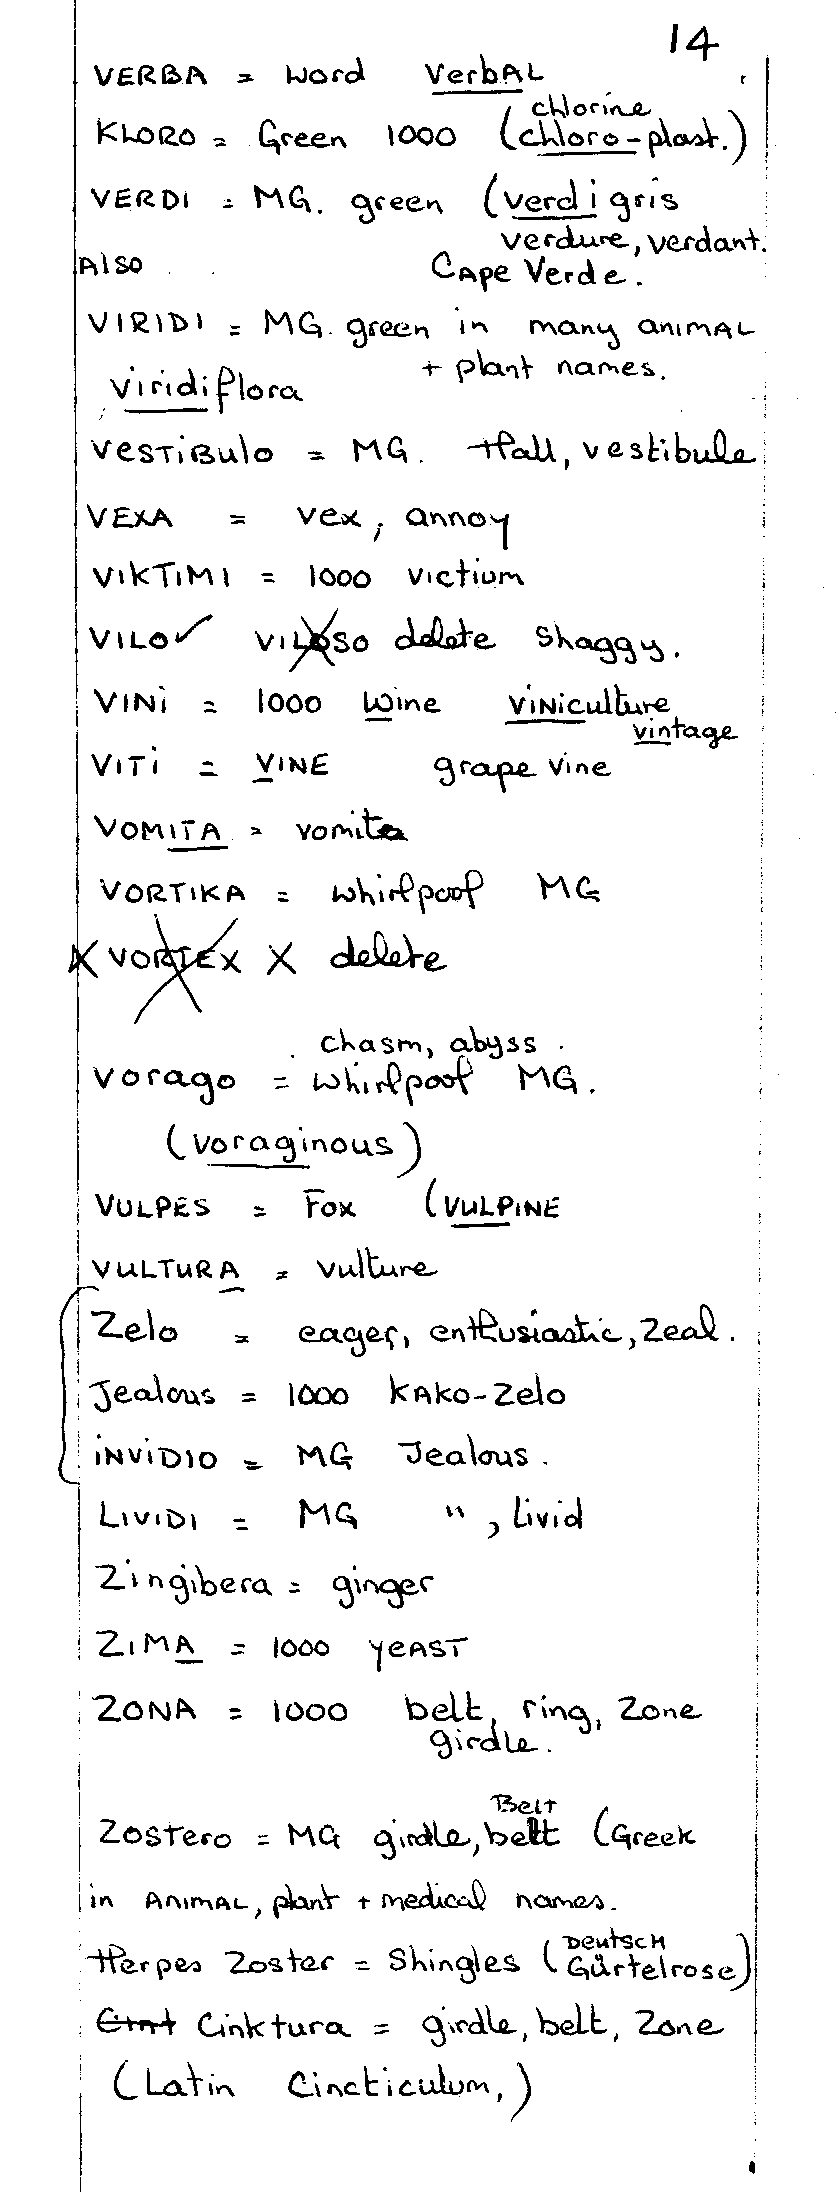 14
VERBA = word VerbAL
chlorine
KLORO = Green 1000 (chloro-plast.)
VERDI = MG. green (verdigris
verdure, verdant.
Also Cape Verde.
VIRIDI = MG. green in many ANIMAL
+ plant names.
viridiflora
VESTIBulo = MG. Hall, vestibule
VEXA = vex, annoy
VIKTIMI = 1000 victium
VILO✓ VILOSO delete shaggy.
VINI = 1000 wine VINIculture
vintage
VITI = VINE grape vine
VOMITA = vomita
VORTIKA = whirlpool MG
X VORTEX X delete
chasm, abyss.
Vorago = whirlpool MG.
(voraginous)
VULPES = Fox (VULPINE
VULTURA = vulture
Zelo = eager, enthusiastic, Zeal.
Jealous = 1000 KAKO-Zelo
INVIDIO = MG Jealous.
LIVIDI = MG " , livid
Zingibera = ginger
ZIMA = 1000 YEAST
ZONA = 1000 belt, ring, Zone
girdle.
Belt
ZOSTERO = MG girdle, belt (Greek
in ANIMAL, plant + medical names.
Deutsch
Herpes Zoster = Shingles (Gürtelrose)
Cinktura = girdle, belt, Zone
(Latin Cincticulum,)